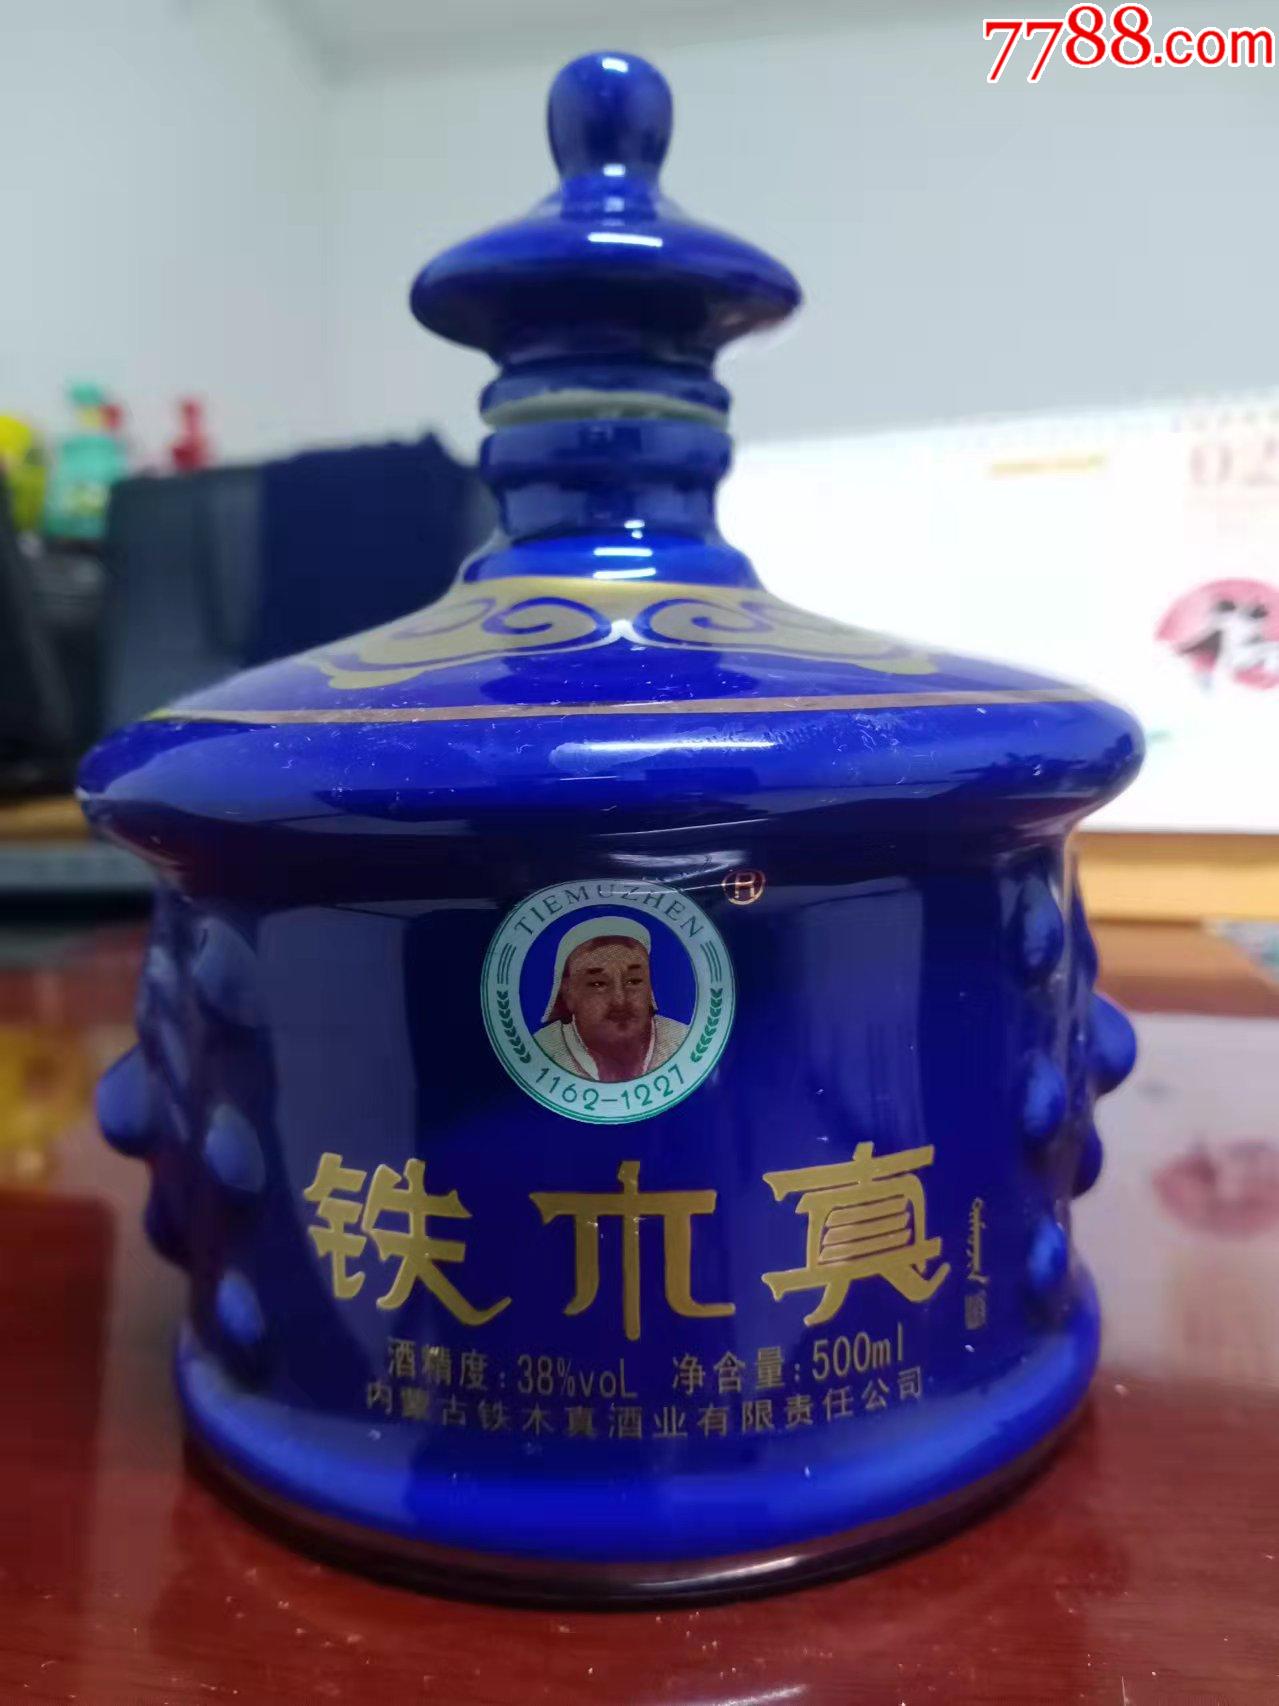 7788.com
福
TIEMUZHEN
®
1162-1227
铁木真
酒精度:38%voL 净含量:500ml
内蒙古铁木真酒业有限责任公司